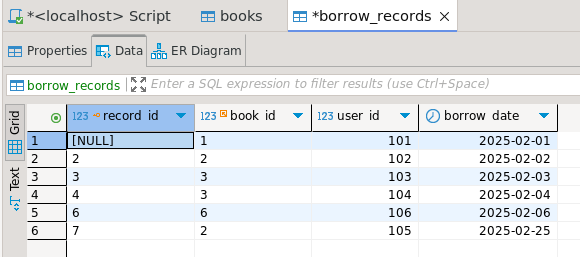 *<localhost> Script books *borrow_records
Properties Data ER Diagram
borrow_records Enter a SQL expression to filter results (use Ctrl+Space)
Grid
Text
123 record_id 123 book_id 123 user_id borrow_date
1 [NULL] 1 101 2025-02-01
2 2 2 102 2025-02-02
3 3 3 103 2025-02-03
4 4 3 104 2025-02-04
5 6 6 106 2025-02-06
6 7 2 105 2025-02-25